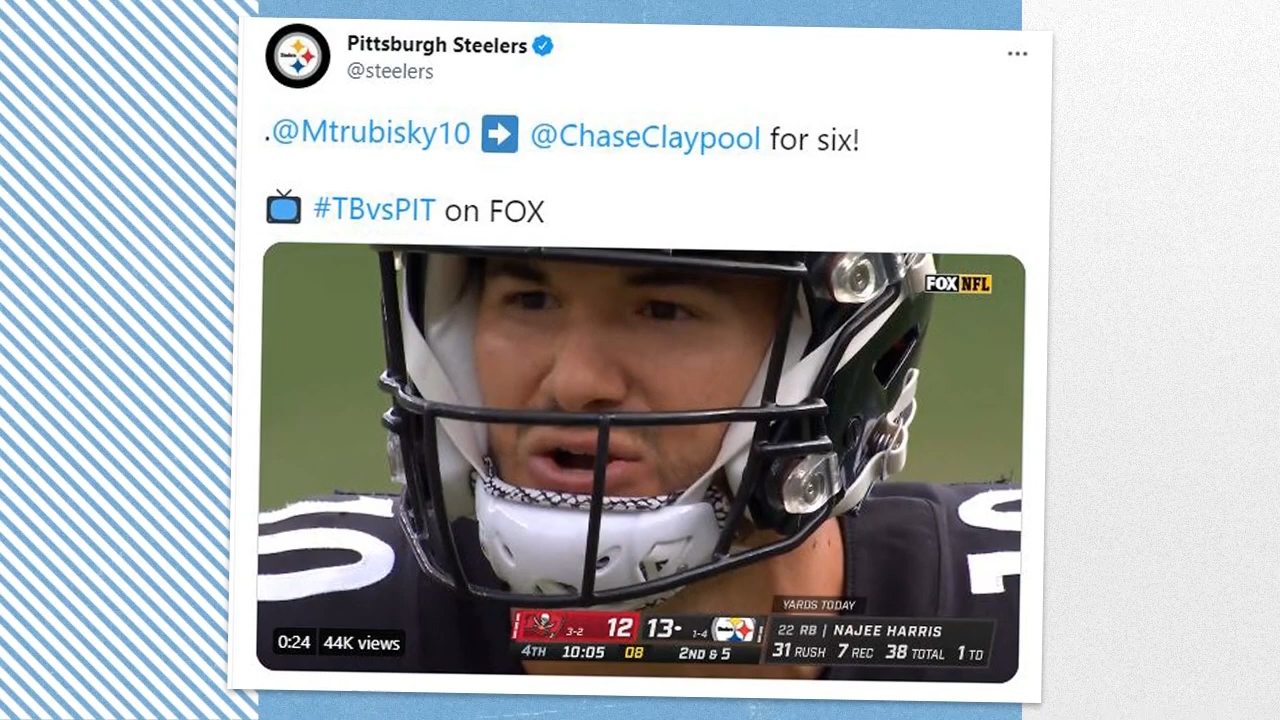 Pittsburgh Steelers
@steelers
.@Mtrubisky10 ➡️ @ChaseClaypool for six!
📺 #TBvsPIT on FOX
FOX NFL
YARDS TODAY
3-2 12 13 1-4 Steelers 22 RB | NAJEE HARRIS
4TH 10:05 08 2ND & 5 31 RUSH 7 REC 38 TOTAL 1 TD
0:24 44K views